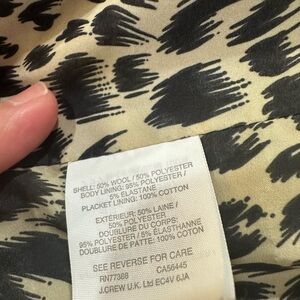 SHELL: 50% WOOL / 50% POLYESTER
BODY LINING: 95% POLYESTER /
5% ELASTANE
PLACKET LINING: 100% COTTON
EXTÉRIEUR: 50% LAINE /
50% POLYESTER
DOUBLURE DU CORPS:
95% POLYESTER / 5% ÉLASTHANNE
DOUBLURE DE PATTE: 100% COTON
SEE REVERSE FOR CARE
RN77388 CA56445
J.CREW U.K. Ltd EC4V 6JA